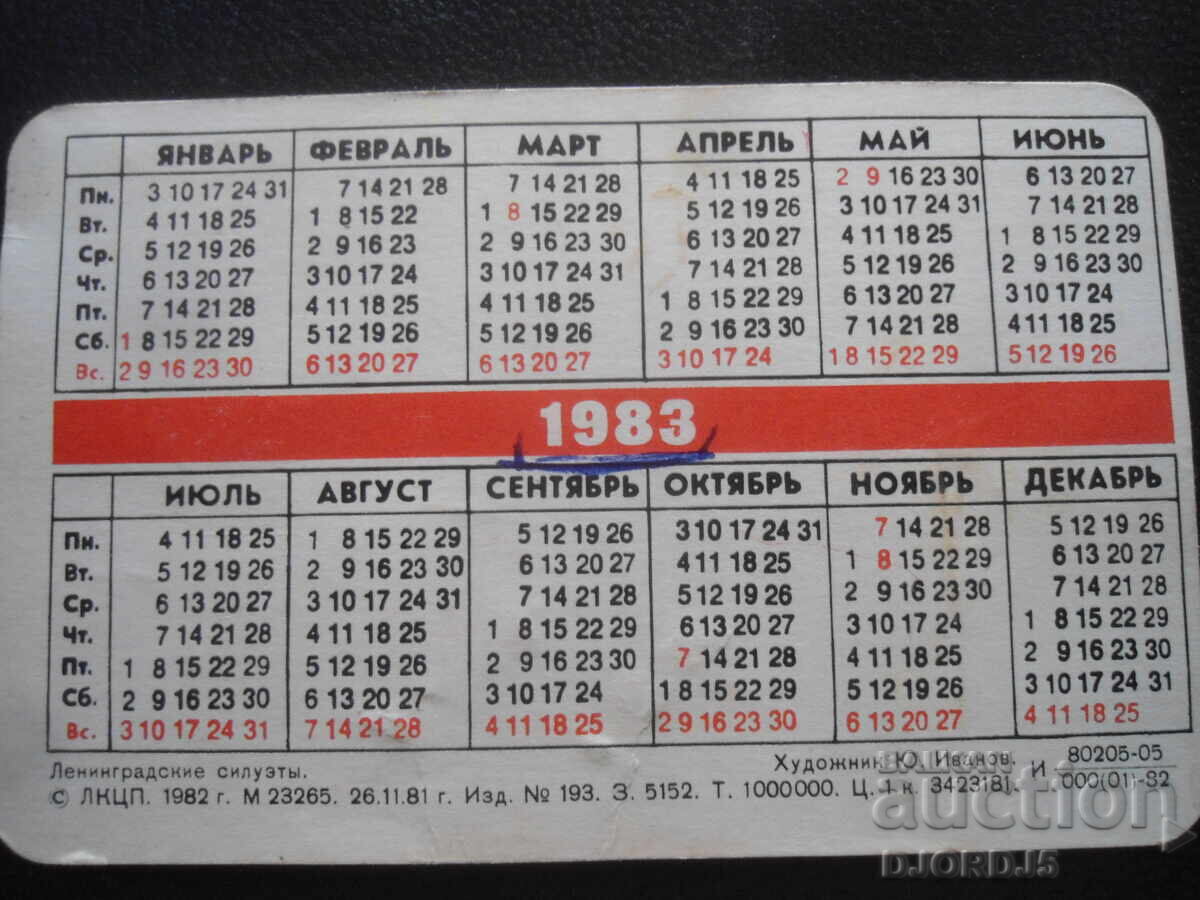 ЯНВАРЬ ФЕВРАЛЬ МАРТ АПРЕЛЬ МАЙ ИЮНЬ
Пн. 3 10 17 24 31 7 14 21 28 7 14 21 28 4 11 18 25 2 9 16 23 30 6 13 20 27
Вт. 4 11 18 25 1 8 15 22 1 8 15 22 29 5 12 19 26 3 10 17 24 31 7 14 21 28
Ср. 5 12 19 26 2 9 16 23 2 9 16 23 30 6 13 20 27 4 11 18 25 1 8 15 22 29
Чт. 6 13 20 27 3 10 17 24 3 10 17 24 31 7 14 21 28 5 12 19 26 2 9 16 23 30
Пт. 7 14 21 28 4 11 18 25 4 11 18 25 1 8 15 22 29 6 13 20 27 3 10 17 24
Сб. 1 8 15 22 29 5 12 19 26 5 12 19 26 2 9 16 23 30 7 14 21 28 4 11 18 25
Вс. 2 9 16 23 30 6 13 20 27 6 13 20 27 3 10 17 24 1 8 15 22 29 5 12 19 26
1983
ИЮЛЬ АВГУСТ СЕНТЯБРЬ ОКТЯБРЬ НОЯБРЬ ДЕКАБРЬ
Пн. 4 11 18 25 1 8 15 22 29 5 12 19 26 3 10 17 24 31 7 14 21 28 5 12 19 26
Вт. 5 12 19 26 2 9 16 23 30 6 13 20 27 4 11 18 25 1 8 15 22 29 6 13 20 27
Ср. 6 13 20 27 3 10 17 24 31 7 14 21 28 5 12 19 26 2 9 16 23 30 7 14 21 28
Чт. 7 14 21 28 4 11 18 25 1 8 15 22 29 6 13 20 27 3 10 17 24 1 8 15 22 29
Пт. 1 8 15 22 29 5 12 19 26 2 9 16 23 30 7 14 21 28 4 11 18 25 2 9 16 23 30
Сб. 2 9 16 23 30 6 13 20 27 3 10 17 24 1 8 15 22 29 5 12 19 26 3 10 17 24 31
Вс. 3 10 17 24 31 7 14 21 28 4 11 18 25 2 9 16 23 30 6 13 20 27 4 11 18 25
Ленинградские силуэты. Художник Ю. Иванов. И 80205-05
© ЛКЦП. 1982 г. М 23265. 26.11.81 г. Изд. № 193. З. 5152. Т. 1000000. Ц. 1 к. 3423181. 000(01)-82
BALKAN
auction
DJORDJ5